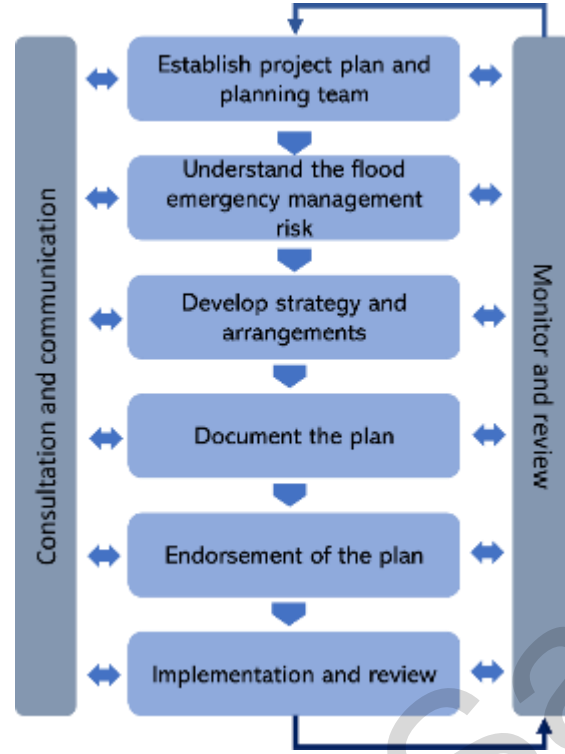 Establish project plan and
planning team
Understand the flood
emergency management
risk
Develop strategy and
arrangements
Document the plan
Endorsement of the plan
Implementation and review
Consultation and communication
Monitor and review